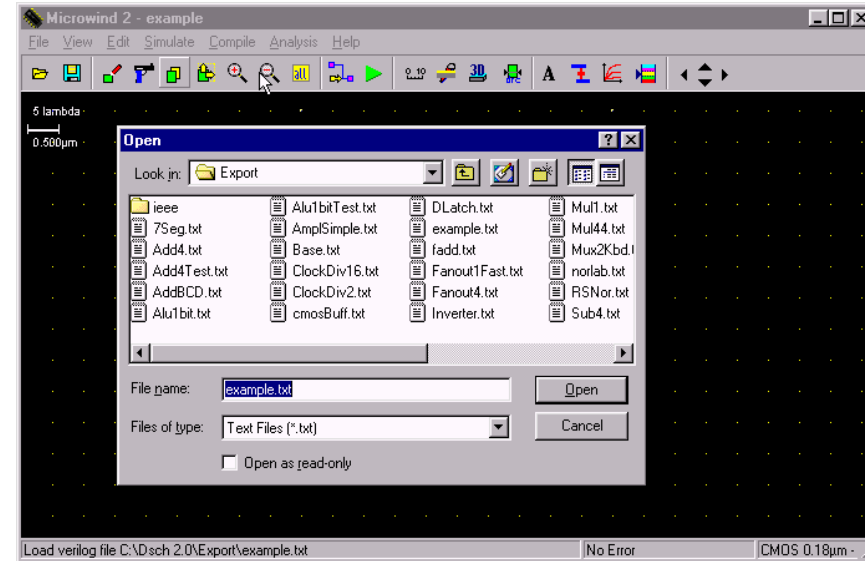 Microwind 2 - example
File View Edit Simulate Compile Analysis Help
5 lambda
0.500µm
Open
Look in: Export
ieee Alu1bitTest.txt DLatch.txt Mul1.txt
7Seg.txt AmplSimple.txt example.txt Mul44.txt
Add4.txt Base.txt fadd.txt Mux2Kbd.
Add4Test.txt ClockDiv16.txt Fanout1Fast.txt norlab.txt
AddBCD.txt ClockDiv2.txt Fanout4.txt RSNor.txt
Alu1bit.txt cmosBuff.txt Inverter.txt Sub4.txt
File name: example.txt Open
Files of type: Text Files (*.txt) Cancel
Open as read-only
Load verilog file C:\Dsch 2.0\Export\example.txt No Error CMOS 0.18µm -